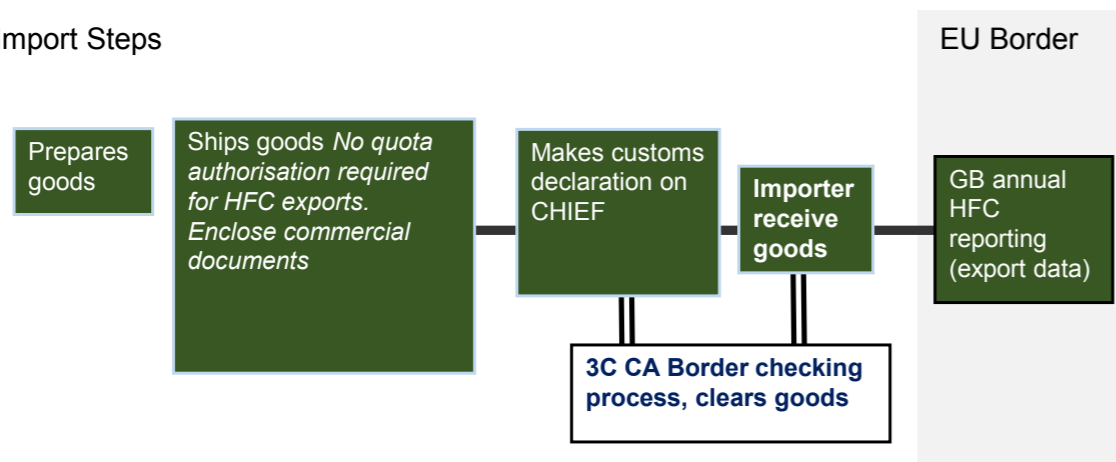 Import Steps
EU Border
Prepares
goods
Ships goods No quota
authorisation required
for HFC exports.
Enclose commercial
documents
Makes customs
declaration on
CHIEF
Importer
receive
goods
GB annual
HFC
reporting
(export data)
3C CA Border checking
process, clears goods